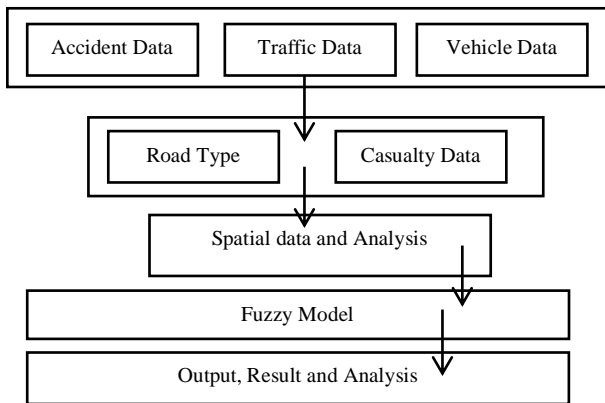 Accident Data
Traffic Data
Vehicle Data
Road Type
Casualty Data
Spatial data and Analysis
Fuzzy Model
Output, Result and Analysis